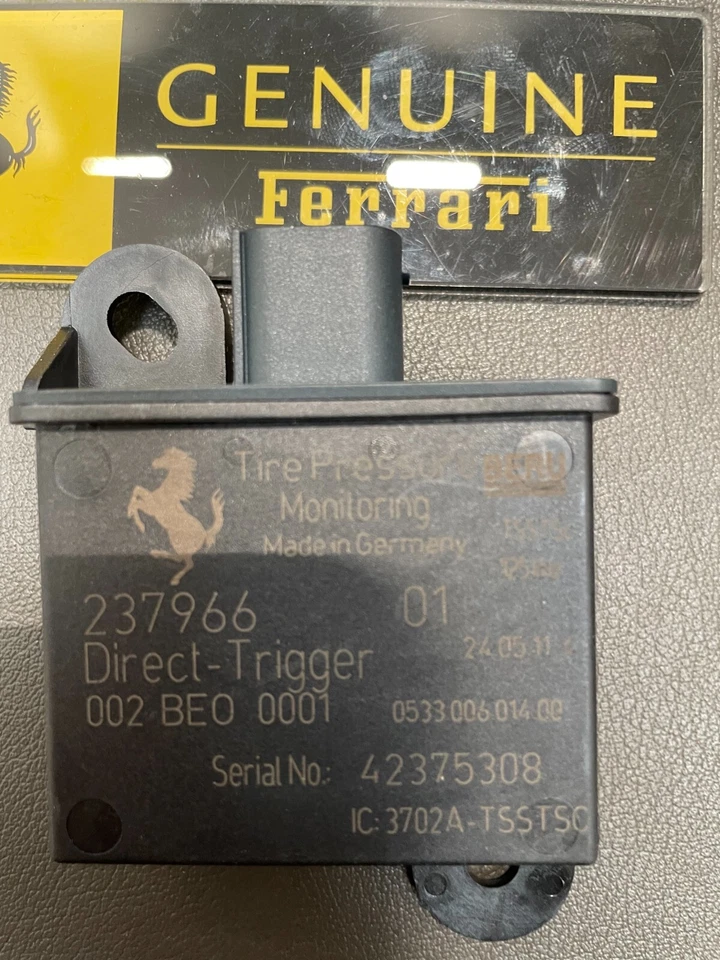 GENUINE
Ferrari
Tire Pressure BERU
Monitoring
Made in Germany
237966 01
24.05.11
Direct-Trigger
002 BEO 0001 0533 006 014 00
Serial No.: 42375308
IC: 3702A-TSSTSC